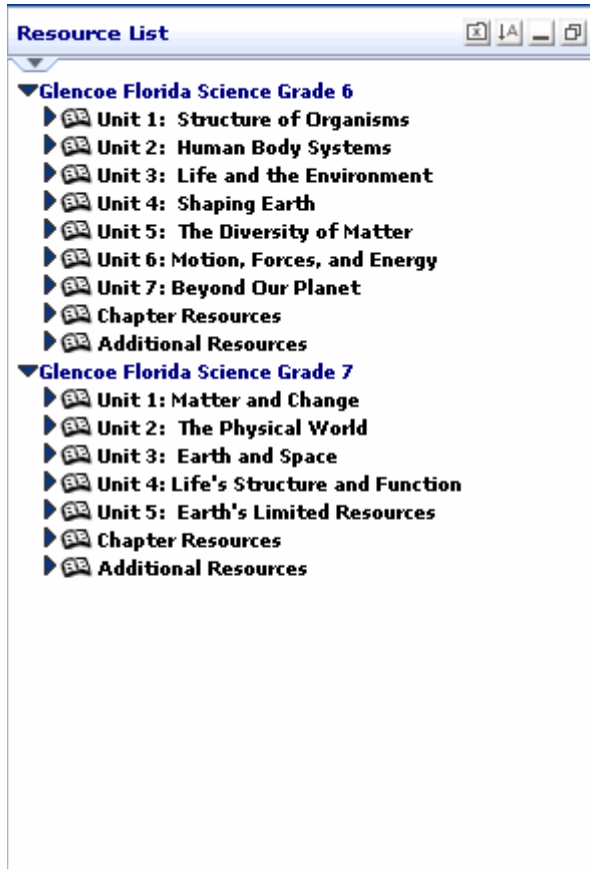 Resource List
Glencoe Florida Science Grade 6
Unit 1: Structure of Organisms
Unit 2: Human Body Systems
Unit 3: Life and the Environment
Unit 4: Shaping Earth
Unit 5: The Diversity of Matter
Unit 6: Motion, Forces, and Energy
Unit 7: Beyond Our Planet
Chapter Resources
Additional Resources
Glencoe Florida Science Grade 7
Unit 1: Matter and Change
Unit 2: The Physical World
Unit 3: Earth and Space
Unit 4: Life's Structure and Function
Unit 5: Earth's Limited Resources
Chapter Resources
Additional Resources